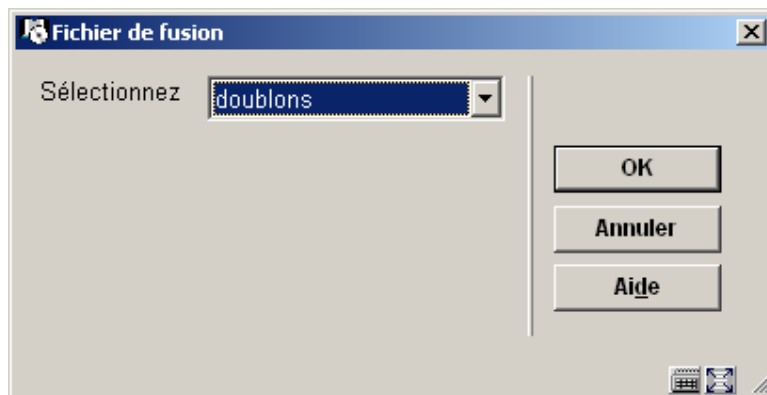 Fichier de fusion
Sélectionnez doublons
OK
Annuler
Aide